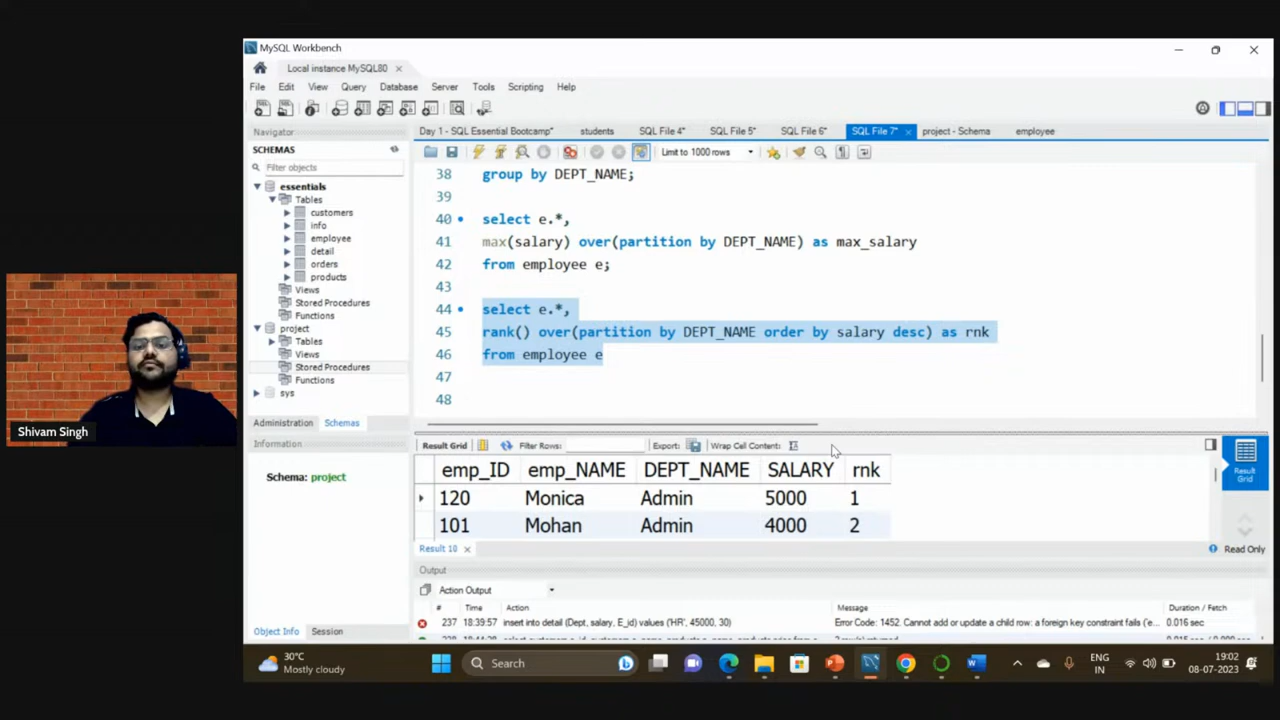 MySQL Workbench
Local instance MySQL80 ×
File Edit View Query Database Server Tools Scripting Help
Navigator
SCHEMAS
Filter objects
essentials
Tables
customers
info
employee
detail
orders
products
Views
Stored Procedures
Functions
project
Tables
Views
Stored Procedures
Functions
sys
Administration Schemas
Information
Schema: project
Object Info Session
Day 1 - SQL Essential Bootcamp* students SQL File 4* SQL File 5* SQL File 6* SQL File 7* × project - Schema employee
Limit to 1000 rows
38 group by DEPT_NAME;
39
40 select e.*,
41 max(salary) over(partition by DEPT_NAME) as max_salary
42 from employee e;
43
44 select e.*,
45 rank() over(partition by DEPT_NAME order by salary desc) as rnk
46 from employee e
47
48
Result Grid Filter Rows: Export: Wrap Cell Content:
emp_ID emp_NAME DEPT_NAME SALARY rnk
120 Monica Admin 5000 1
101 Mohan Admin 4000 2
Result Grid
Result 10 × Read Only
Output
Action Output
# Time Action Message Duration / Fetch
237 18:39:57 insert into detail (Dept, salary, E_id) values ('HR', 45000, 30) Error Code: 1452. Cannot add or update a child row: a foreign key constraint fails ('e... 0.016 sec
Shivam Singh
30°C
Mostly cloudy
Search
ENG
IN
19:02
08-07-2023